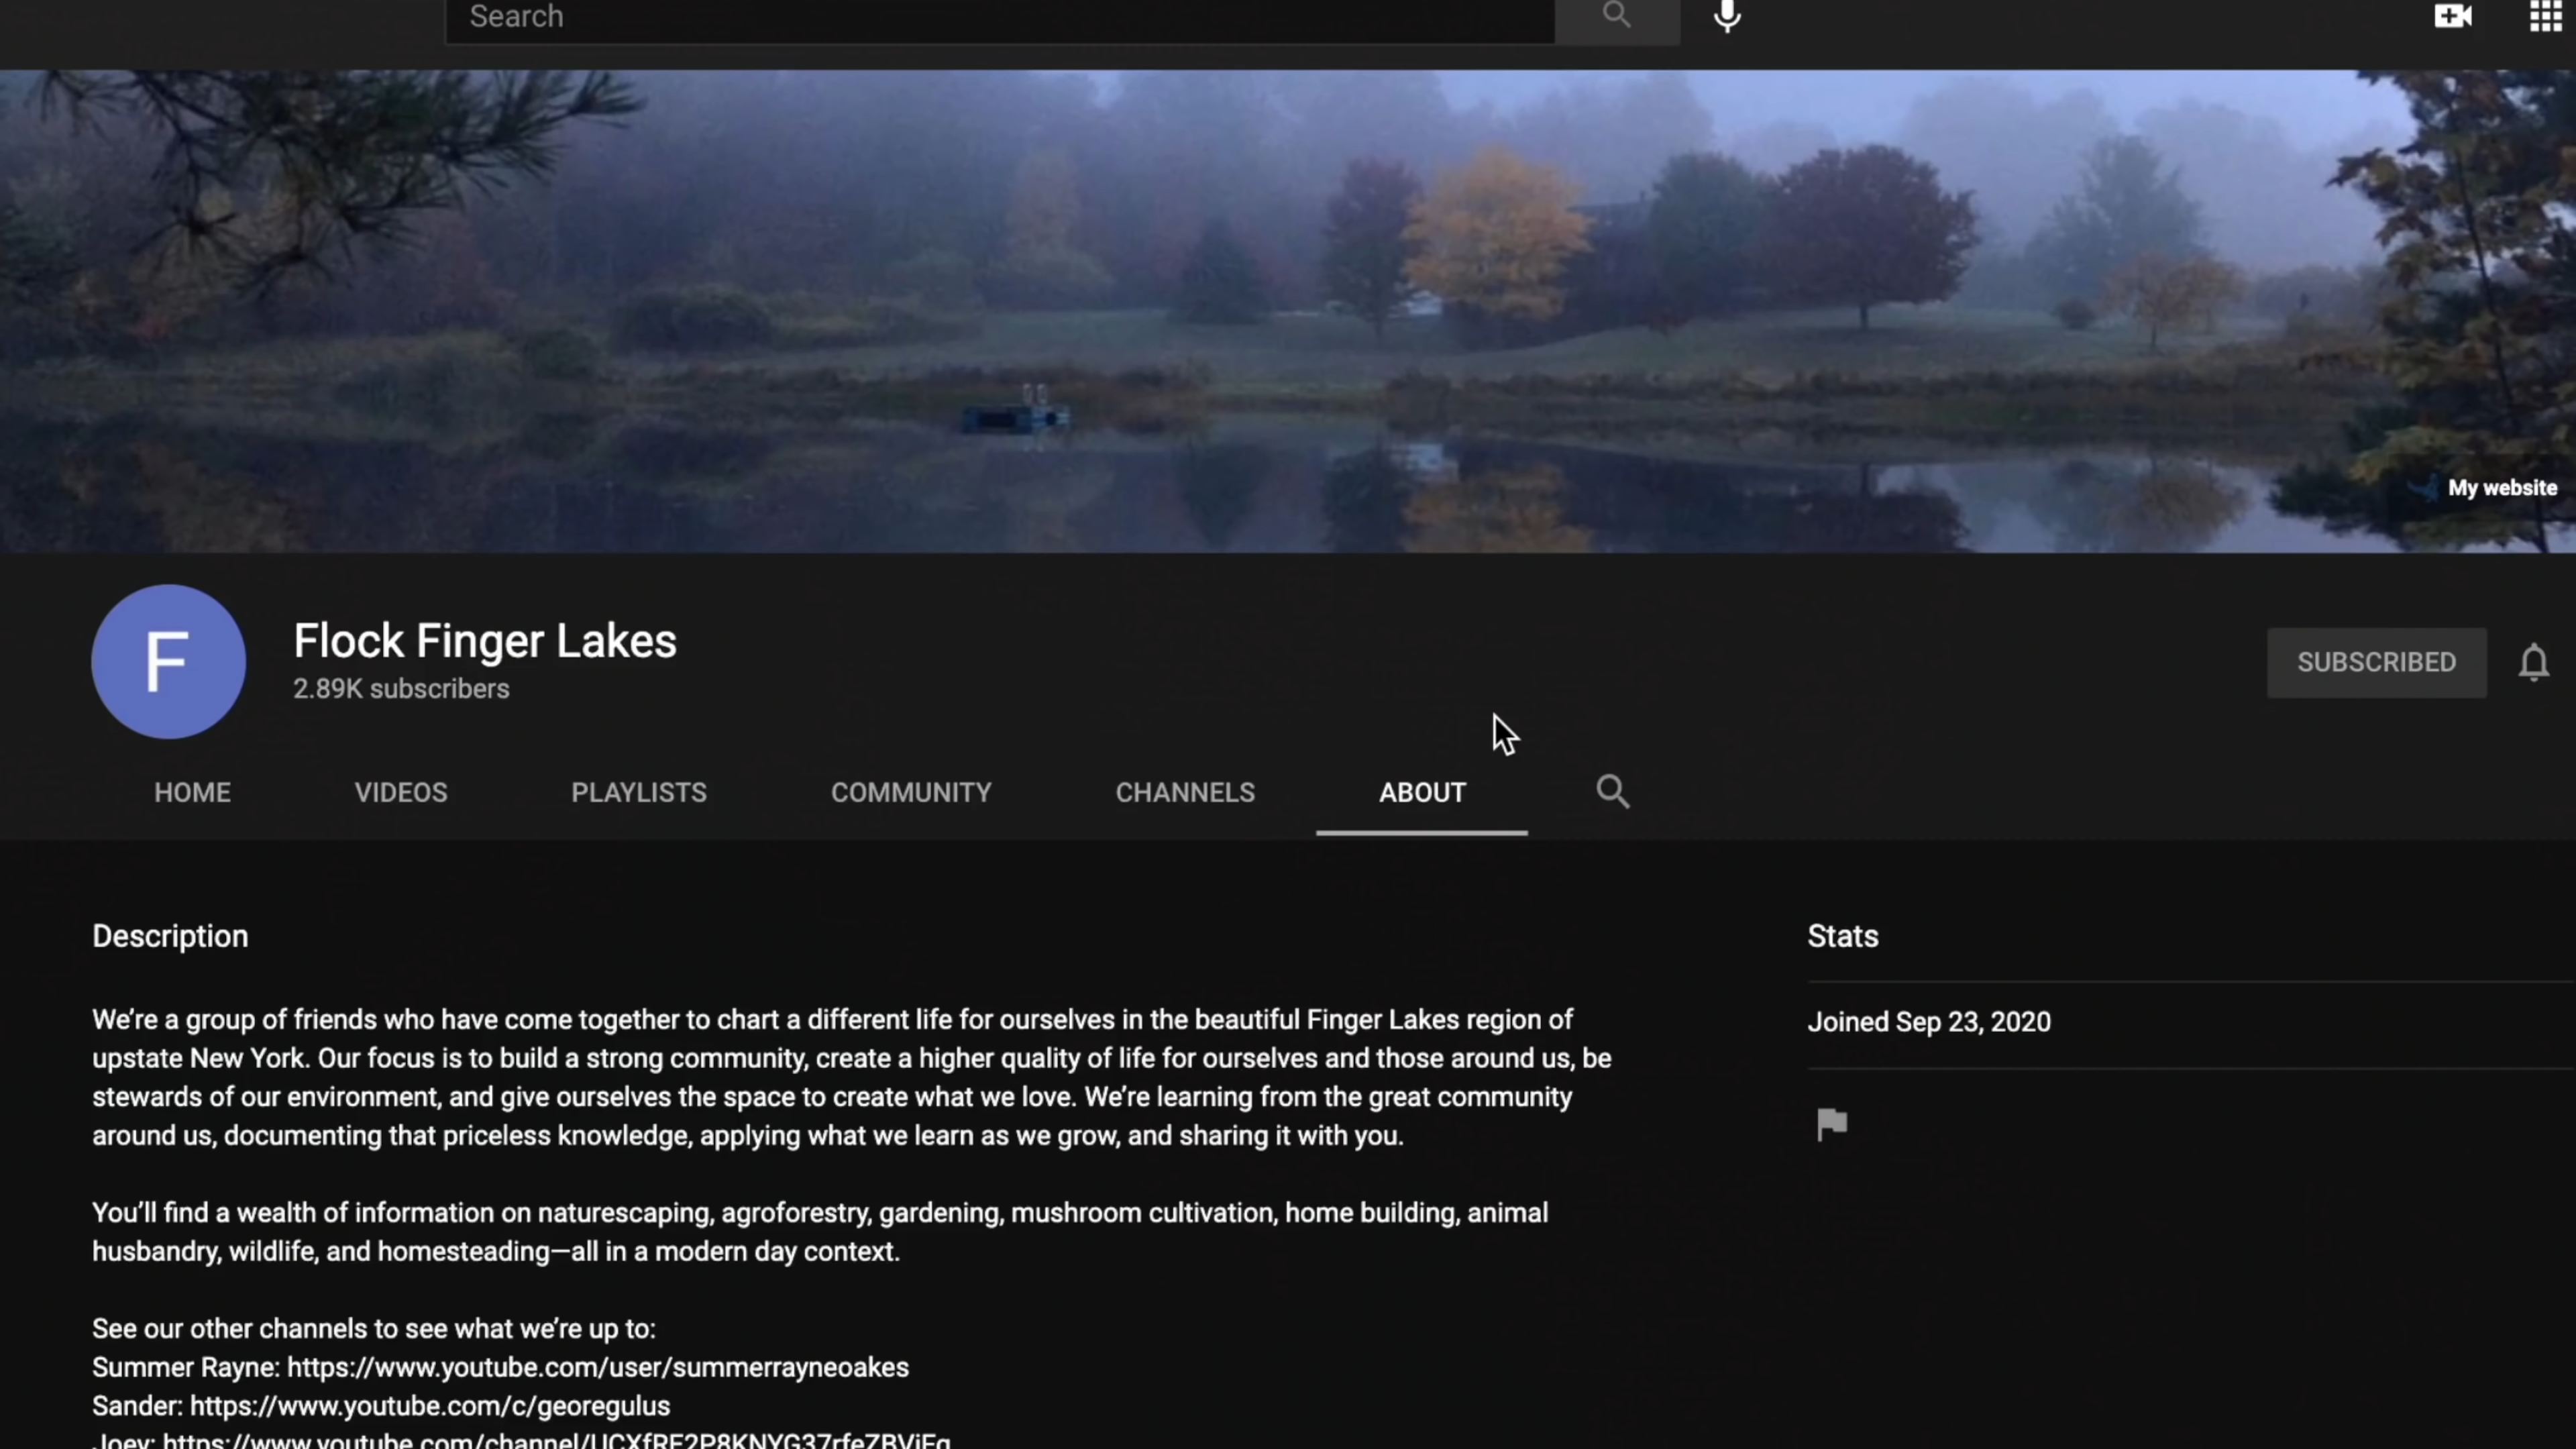 Search
My website
F
Flock Finger Lakes
2.89K subscribers
SUBSCRIBED
HOME VIDEOS PLAYLISTS COMMUNITY CHANNELS ABOUT
Description
We’re a group of friends who have come together to chart a different life for ourselves in the beautiful Finger Lakes region of
upstate New York. Our focus is to build a strong community, create a higher quality of life for ourselves and those around us, be
stewards of our environment, and give ourselves the space to create what we love. We’re learning from the great community
around us, documenting that priceless knowledge, applying what we learn as we grow, and sharing it with you.
You’ll find a wealth of information on naturescaping, agroforestry, gardening, mushroom cultivation, home building, animal
husbandry, wildlife, and homesteading—all in a modern day context.
See our other channels to see what we’re up to:
Summer Rayne: https://www.youtube.com/user/summerrayneoakes
Sander: https://www.youtube.com/c/georegulus
Joey:
Stats
Joined Sep 23, 2020